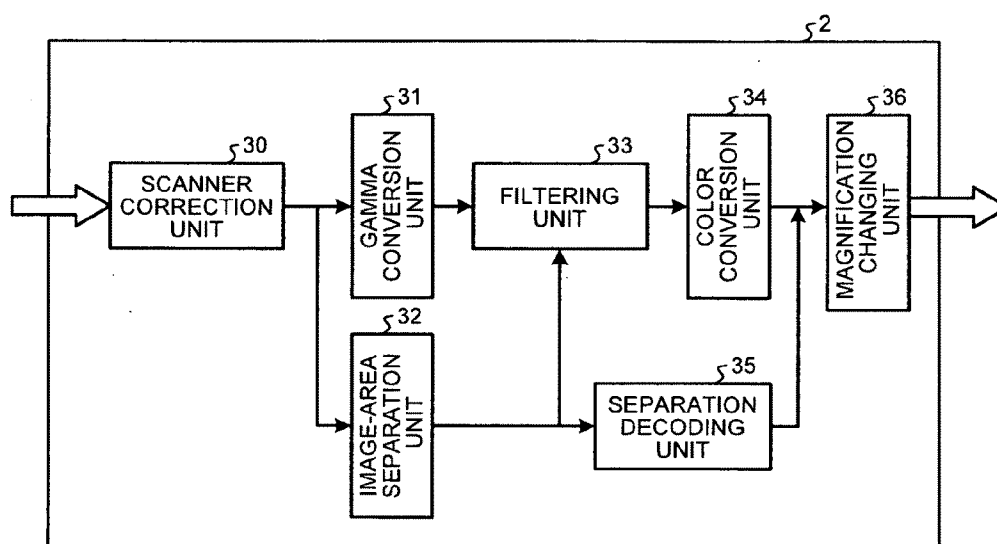 2
30
SCANNER
CORRECTION
UNIT
31
GAMMA
CONVERSION
UNIT
33
FILTERING
UNIT
34
COLOR
CONVERSION
UNIT
36
MAGNIFICATION
CHANGING
UNIT
32
IMAGE-AREA
SEPARATION
UNIT
35
SEPARATION
DECODING
UNIT